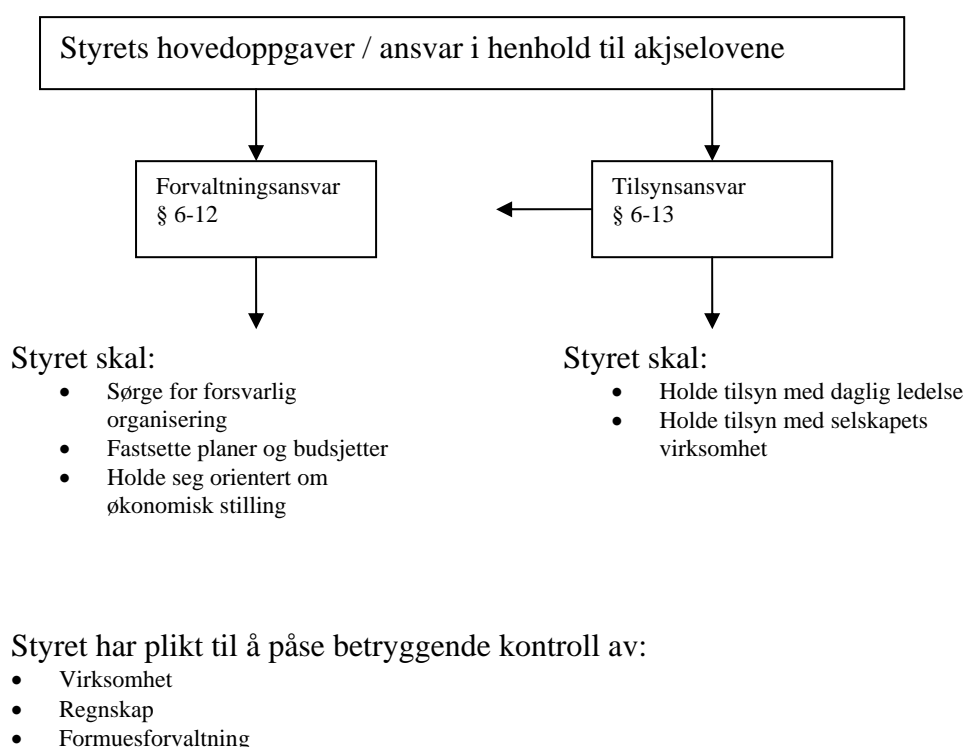 Styrets hovedoppgaver / ansvar i henhold til akjselovene
Forvaltningsansvar
§ 6-12
Tilsynsansvar
§ 6-13
Styret skal:
• Sørge for forsvarlig
organisering
• Fastsette planer og budsjetter
• Holde seg orientert om
økonomisk stilling
Styret skal:
• Holde tilsyn med daglig ledelse
• Holde tilsyn med selskapets
virksomhet
Styret har plikt til å påse betryggende kontroll av:
• Virksomhet
• Regnskap
• Formuesforvaltning